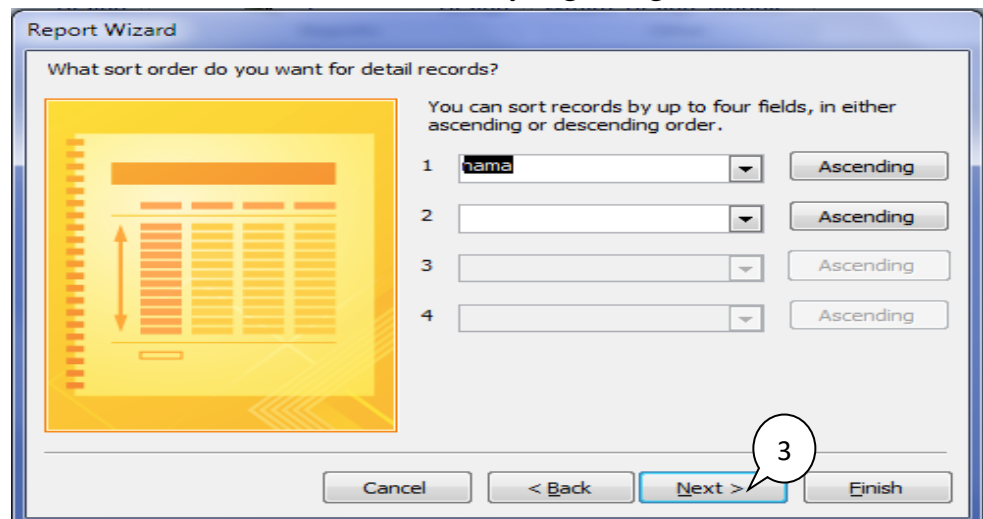 Report Wizard
What sort order do you want for detail records?
You can sort records by up to four fields, in either
ascending or descending order.
1 nama Ascending
2 Ascending
3 Ascending
4 Ascending
3
Cancel < Back Next > Finish